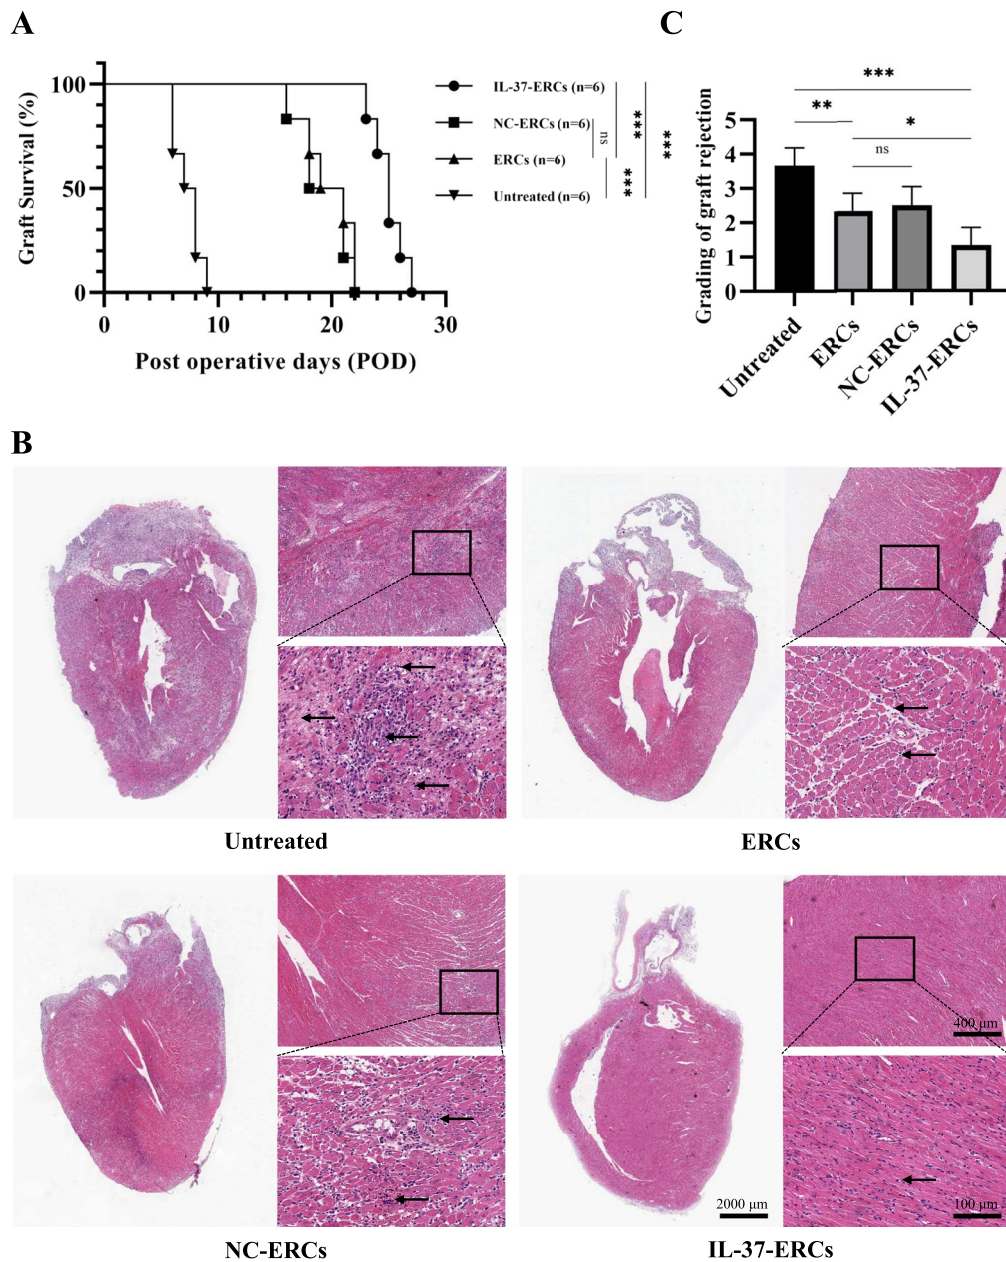 A
Graft Survival (%)
100
50
0
0
10
20
30
Post operative days (POD)
IL-37-ERCs (n=6)
NC-ERCs (n=6)
ERCs (n=6)
Untreated (n=6)
ns
***
***
***
C
Grading of graft rejection
5
4
3
2
1
0
***
**
*
ns
Untreated
ERCs
NC-ERCs
IL-37-ERCs
B
Untreated
ERCs
400 μm
2000 μm
100 μm
NC-ERCs
IL-37-ERCs